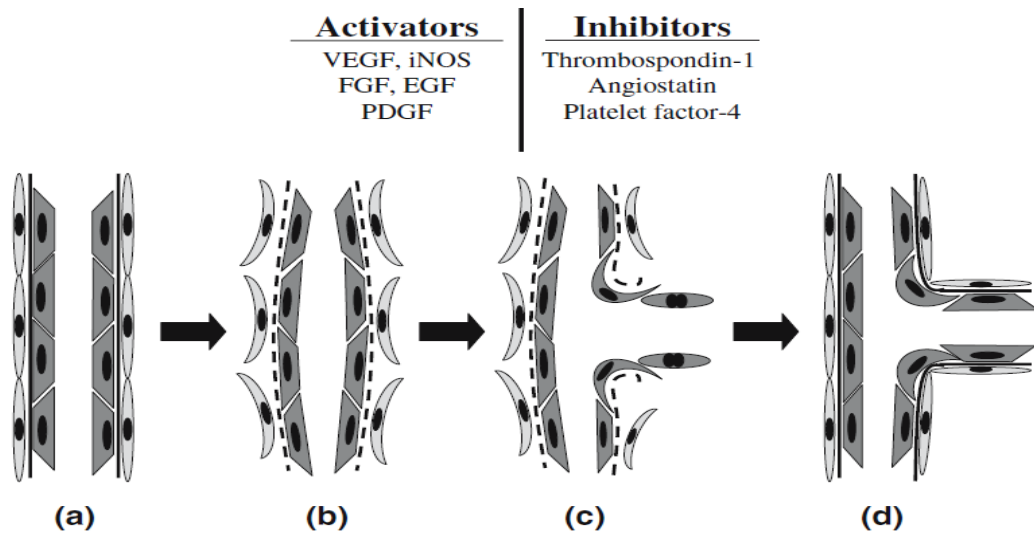 Activators
VEGF, iNOS
FGF, EGF
PDGF
Inhibitors
Thrombospondin-1
Angiostatin
Platelet factor-4
(a)
(b)
(c)
(d)